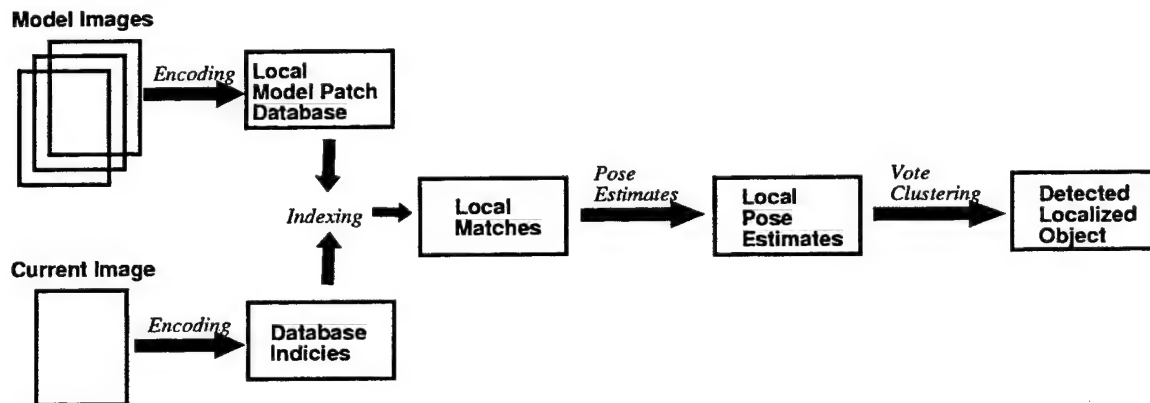 Model Images
Encoding
Local
Model Patch
Database
Indexing
Current Image
Encoding
Database
Indicies
Local
Matches
Pose
Estimates
Local
Pose
Estimates
Vote
Clustering
Detected
Localized
Object